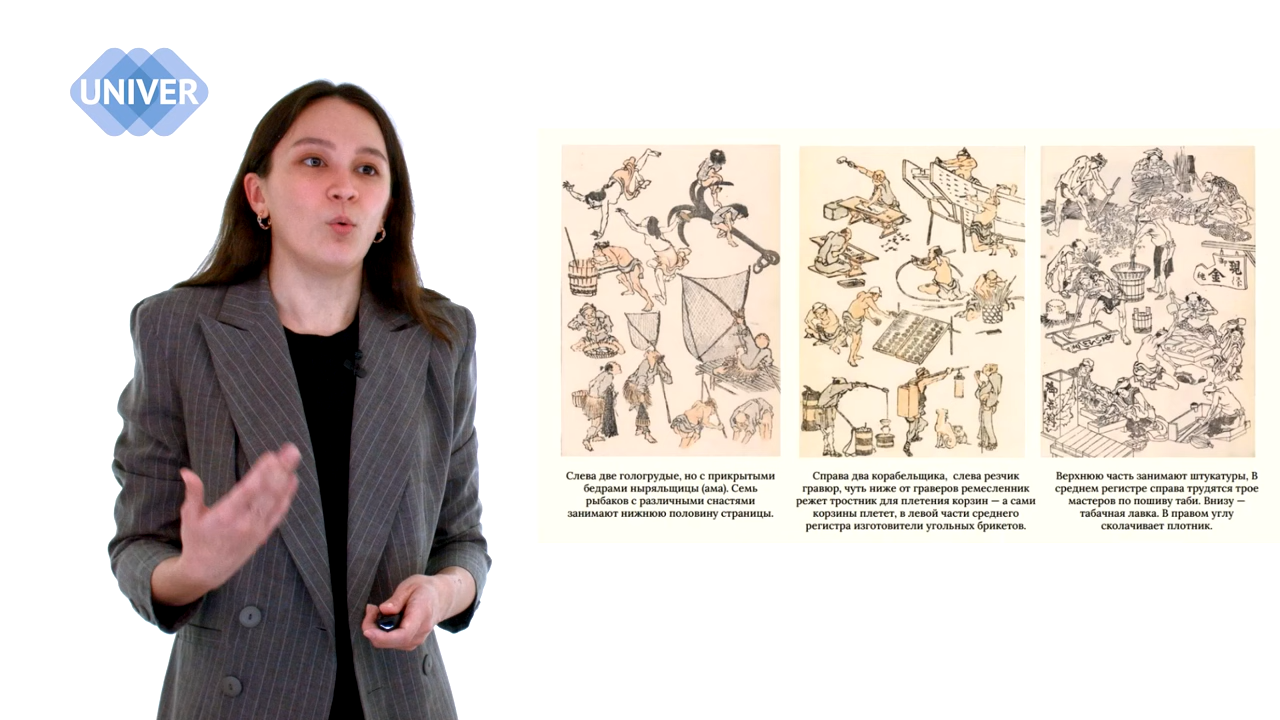 UNIVER
Слева две гологрудые, но с прикрытыми
бедрами ныряльщицы (ама). Семь
рыбаков с различными снастями
занимают нижнюю половину страницы.
Справа два корабельщика, слева резчик
гравюр, чуть ниже от граверов ремесленник
режет тростник для плетения корзин — а сами
корзины плетет, в левой части среднего
регистра изготовители угольных брикетов.
Верхнюю часть занимают штукатуры, В
среднем регистре справа трудятся трое
мастеров по пошиву таби. Внизу —
табачная лавка. В правом углу
сколачивает плотник.